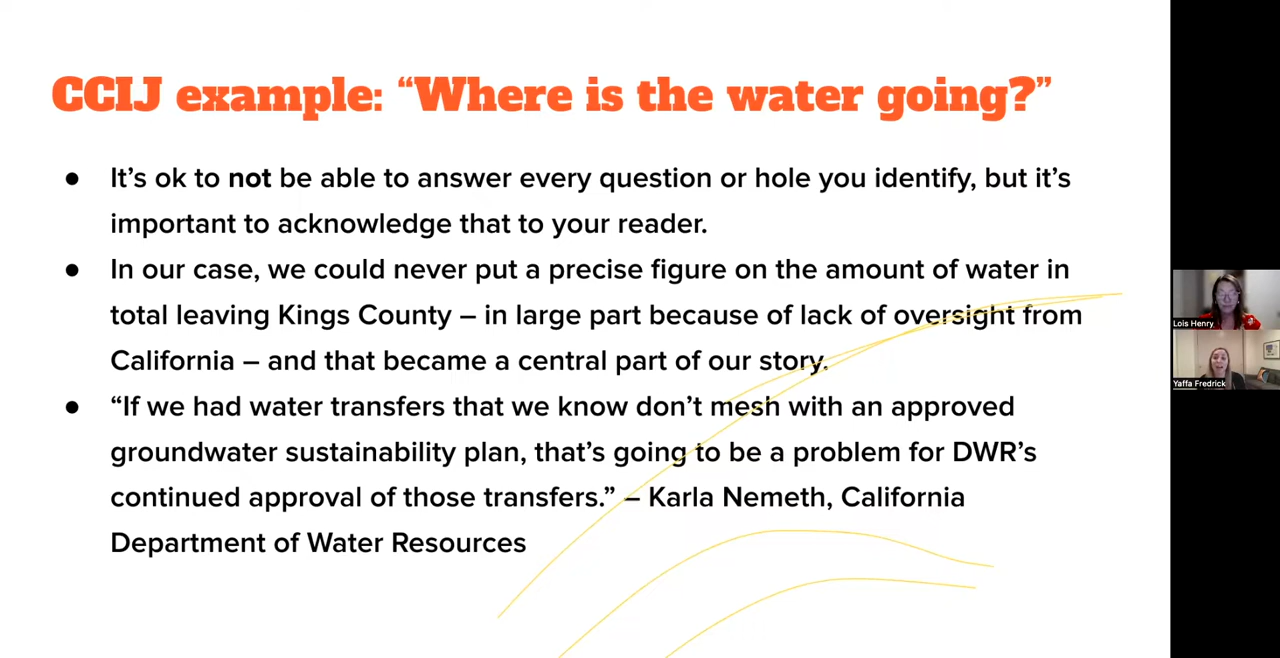 CCIJ example: “Where is the water going?”
● It’s ok to not be able to answer every question or hole you identify, but it’s
important to acknowledge that to your reader.
● In our case, we could never put a precise figure on the amount of water in
total leaving Kings County – in large part because of lack of oversight from
California – and that became a central part of our story.
● “If we had water transfers that we know don’t mesh with an approved
groundwater sustainability plan, that’s going to be a problem for DWR’s
continued approval of those transfers.” – Karla Nemeth, California
Department of Water Resources
Lois Henry
Yaffa Fredrick